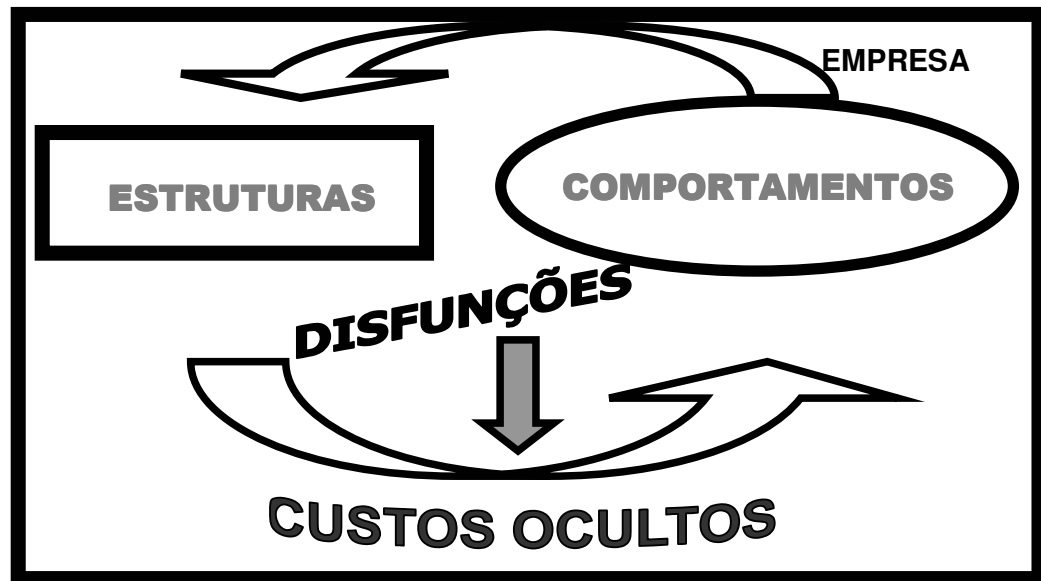 EMPRESA
ESTRUTURAS
COMPORTAMENTOS
DISFUNÇÕES
CUSTOS OCULTOS